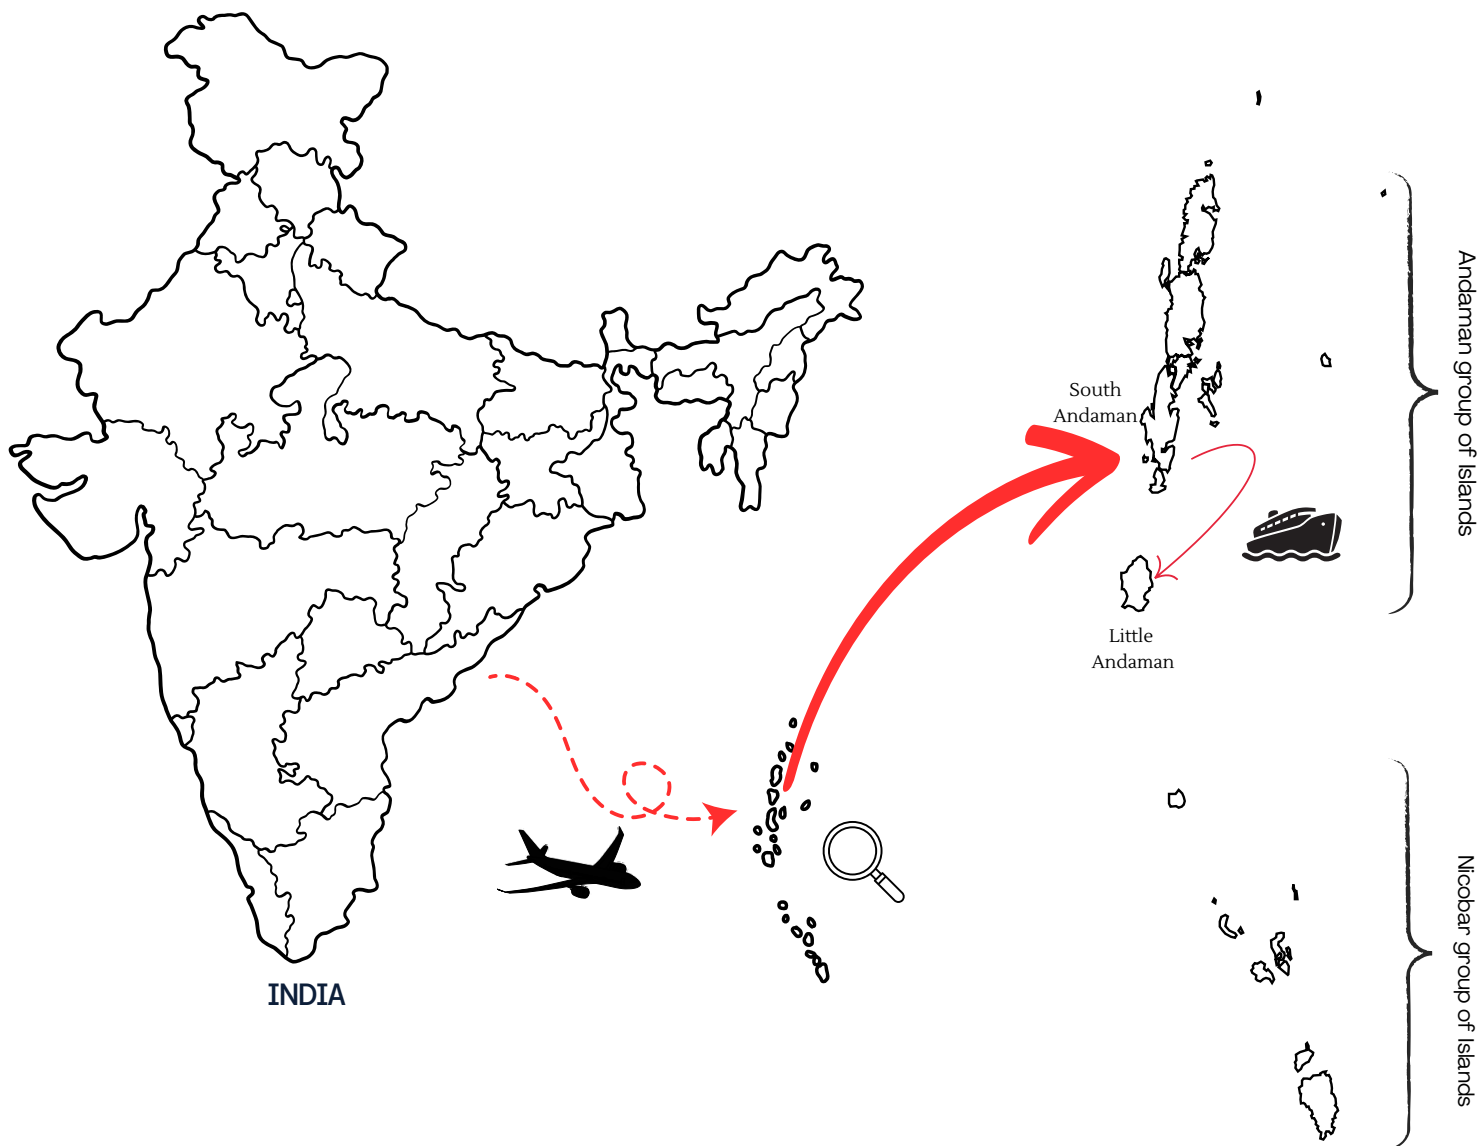 South
Andaman
Little
Andaman
INDIA
Andaman group of Islands
Nicobar group of Islands